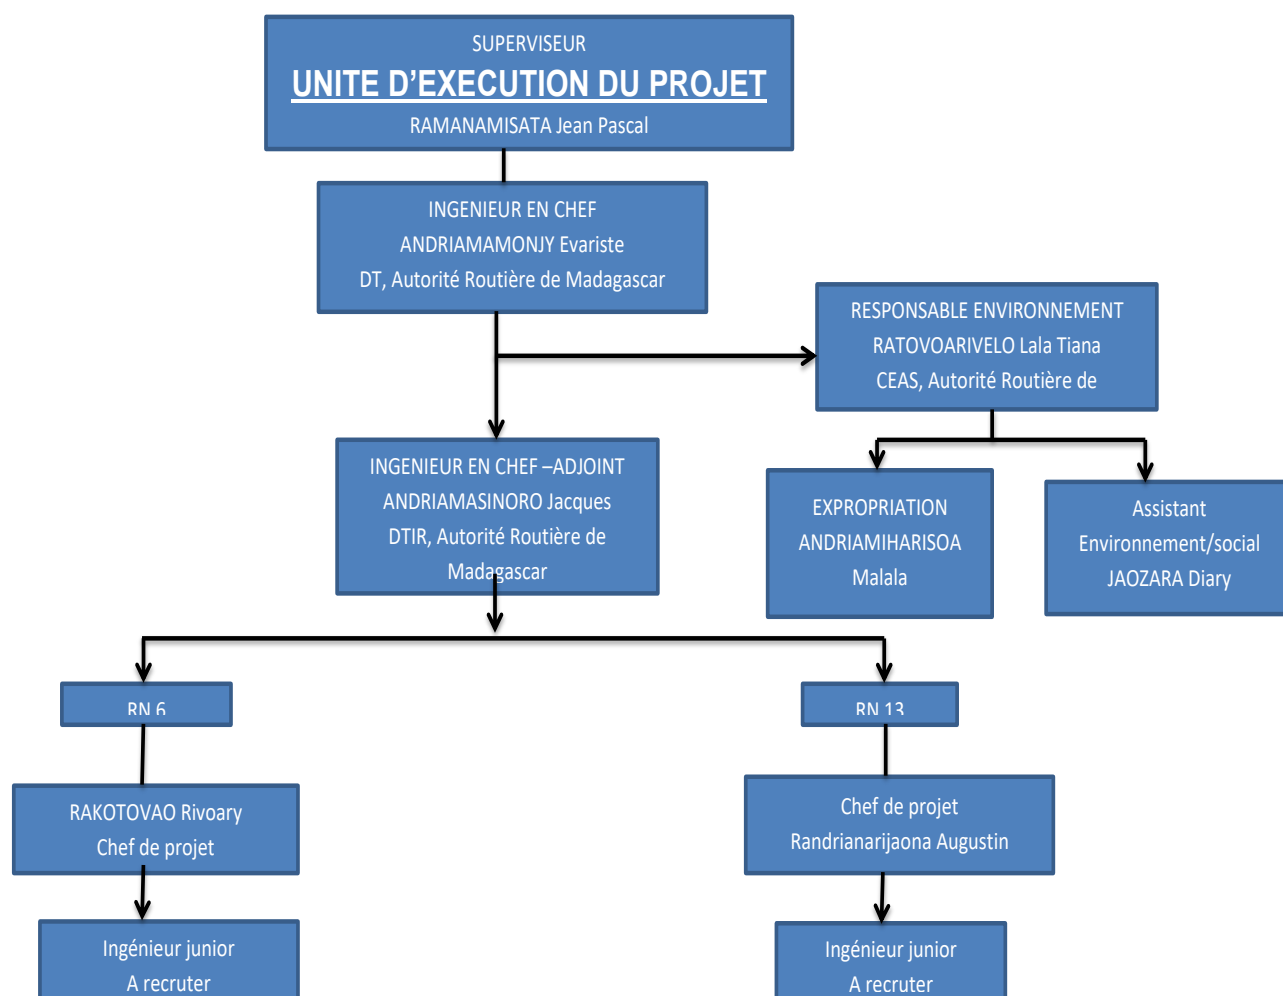 SUPERVISEUR
UNITE D'EXECUTION DU PROJET
RAMANAMISATA Jean Pascal
INGENIEUR EN CHEF
ANDRIAMAMONJY Evariste
DT, Autorité Routière de Madagascar
RESPONSABLE ENVIRONNEMENT
RATOVOARIVELO Lala Tiana
CEAS, Autorité Routière de
INGENIEUR EN CHEF –ADJOINT
ANDRIAMASINORO Jacques
DTIR, Autorité Routière de
Madagascar
EXPROPRIATION
ANDRIAMIHARISOA
Malala
Assistant
Environnement/social
JAOZARA Diary
RN 6
RN 13
RAKOTOVAO Rivoary
Chef de projet
Chef de projet
Randrianarijaona Augustin
Ingénieur junior
A recruter
Ingénieur junior
A recruter